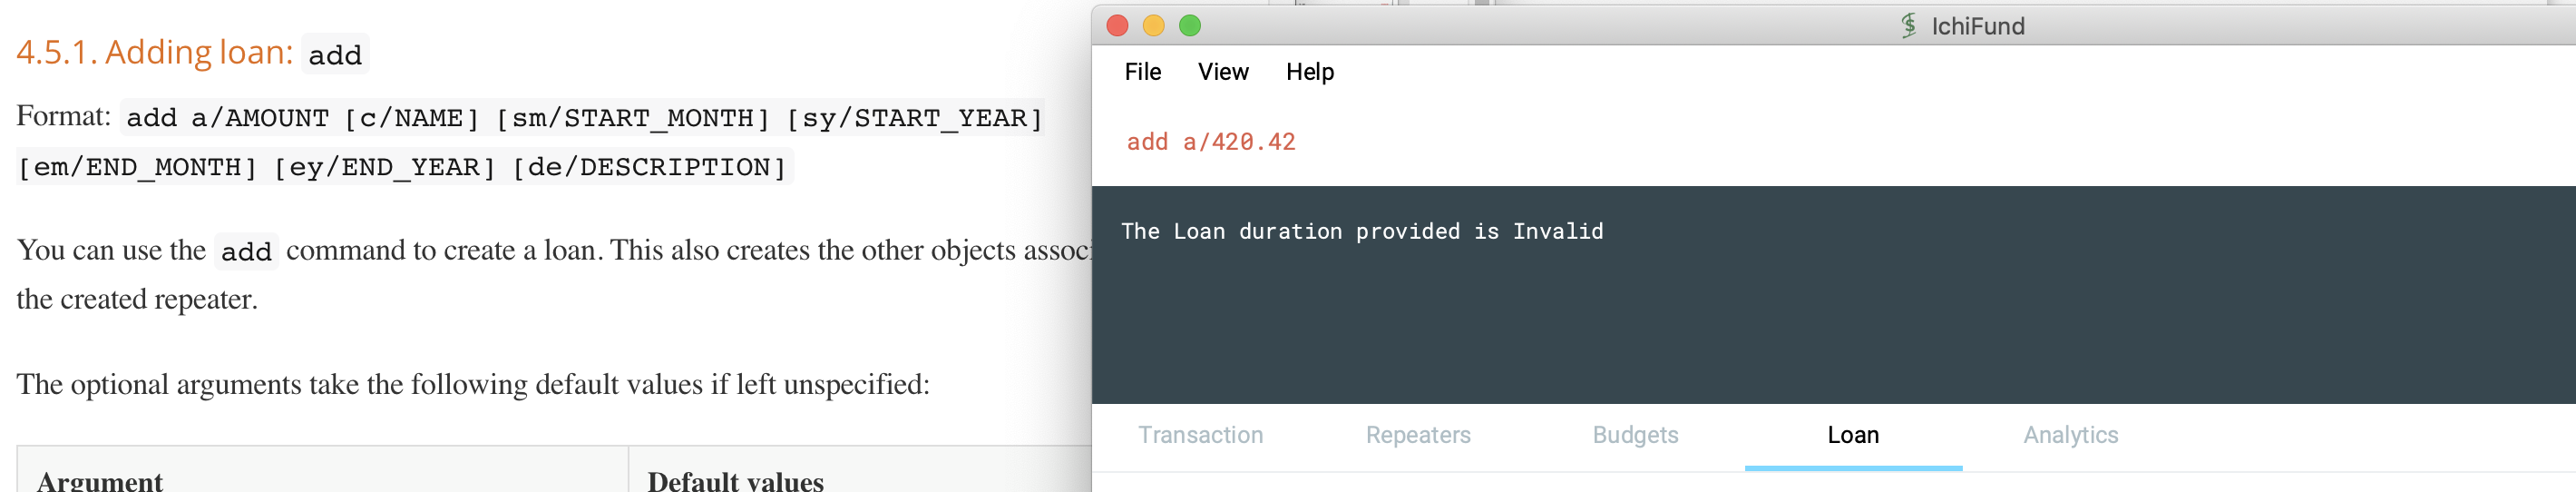 4.5.1. Adding loan: add
Format: add a/AMOUNT [c/NAME] [sm/START_MONTH] [sy/START_YEAR]
[em/END_MONTH] [ey/END_YEAR] [de/DESCRIPTION]
You can use the add command to create a loan. This also creates the other objects associ
the created repeater.
The optional arguments take the following default values if left unspecified:
Argument Default values
IchiFund
File View Help
add a/420.42
The Loan duration provided is Invalid
Transaction Repeaters Budgets Loan Analytics